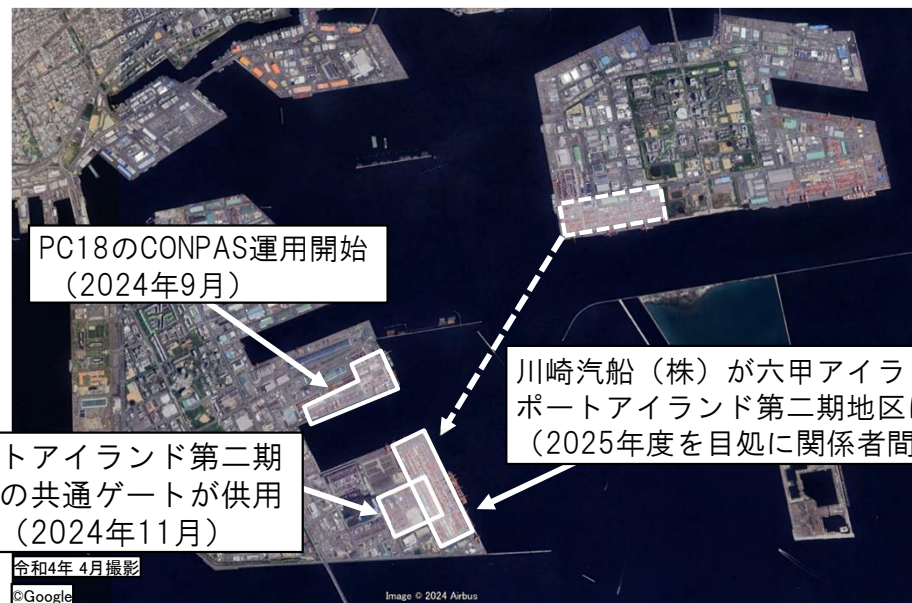 PC18のCONPAS運用開始
（2024年9月）
川崎汽船（株）が六甲アイラ
ポートアイランド第二期地区
（2025年度を目処に関係者間
トアイランド第二期
の共通ゲートが供用
（2024年11月）
令和4年 4月撮影
©Google
Image © 2024 Airbus